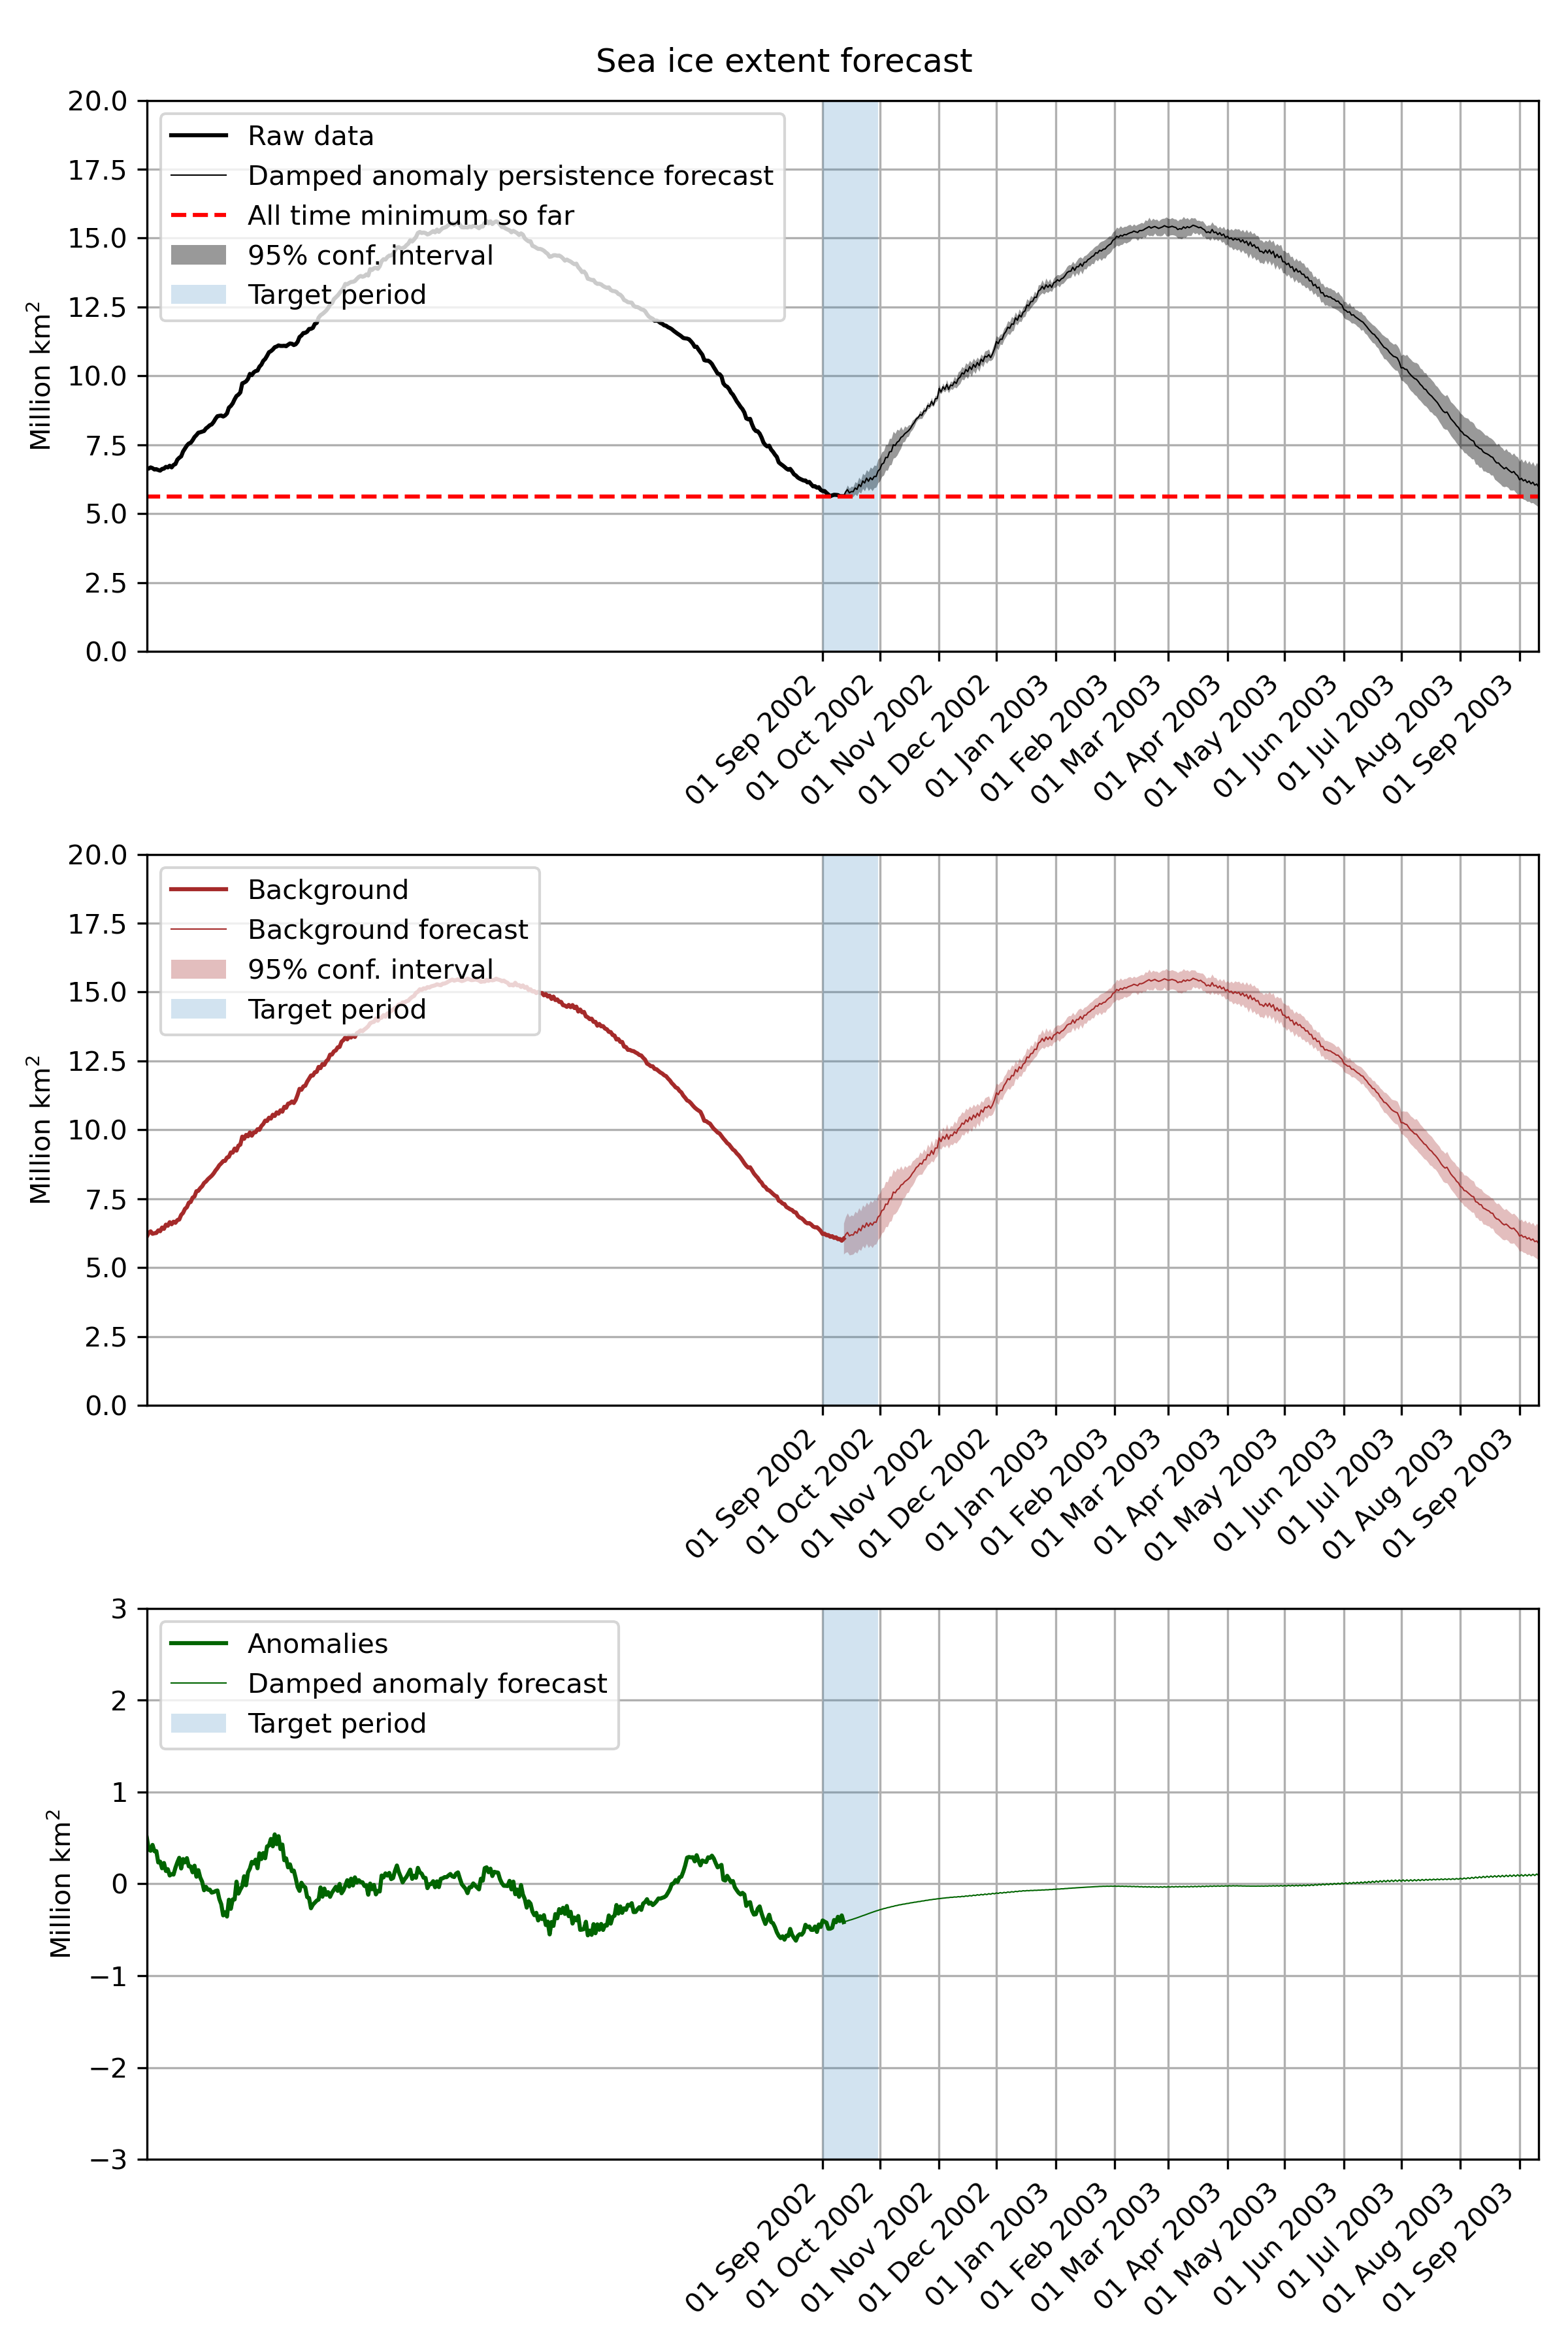 Sea ice extent forecast
20.0
17.5
15.0
12.5
10.0
7.5
5.0
2.5
0.0
Million km²
Raw data
Damped anomaly persistence forecast
All time minimum so far
95% conf. interval
Target period
01 Sep 2002
01 Oct 2002
01 Nov 2002
01 Dec 2002
01 Jan 2003
01 Feb 2003
01 Mar 2003
01 Apr 2003
01 May 2003
01 Jun 2003
01 Jul 2003
01 Aug 2003
01 Sep 2003
20.0
17.5
15.0
12.5
10.0
7.5
5.0
2.5
0.0
Million km²
Background
Background forecast
95% conf. interval
Target period
01 Sep 2002
01 Oct 2002
01 Nov 2002
01 Dec 2002
01 Jan 2003
01 Feb 2003
01 Mar 2003
01 Apr 2003
01 May 2003
01 Jun 2003
01 Jul 2003
01 Aug 2003
01 Sep 2003
3
2
1
0
−1
−2
−3
Million km²
Anomalies
Damped anomaly forecast
Target period
01 Sep 2002
01 Oct 2002
01 Nov 2002
01 Dec 2002
01 Jan 2003
01 Feb 2003
01 Mar 2003
01 Apr 2003
01 May 2003
01 Jun 2003
01 Jul 2003
01 Aug 2003
01 Sep 2003